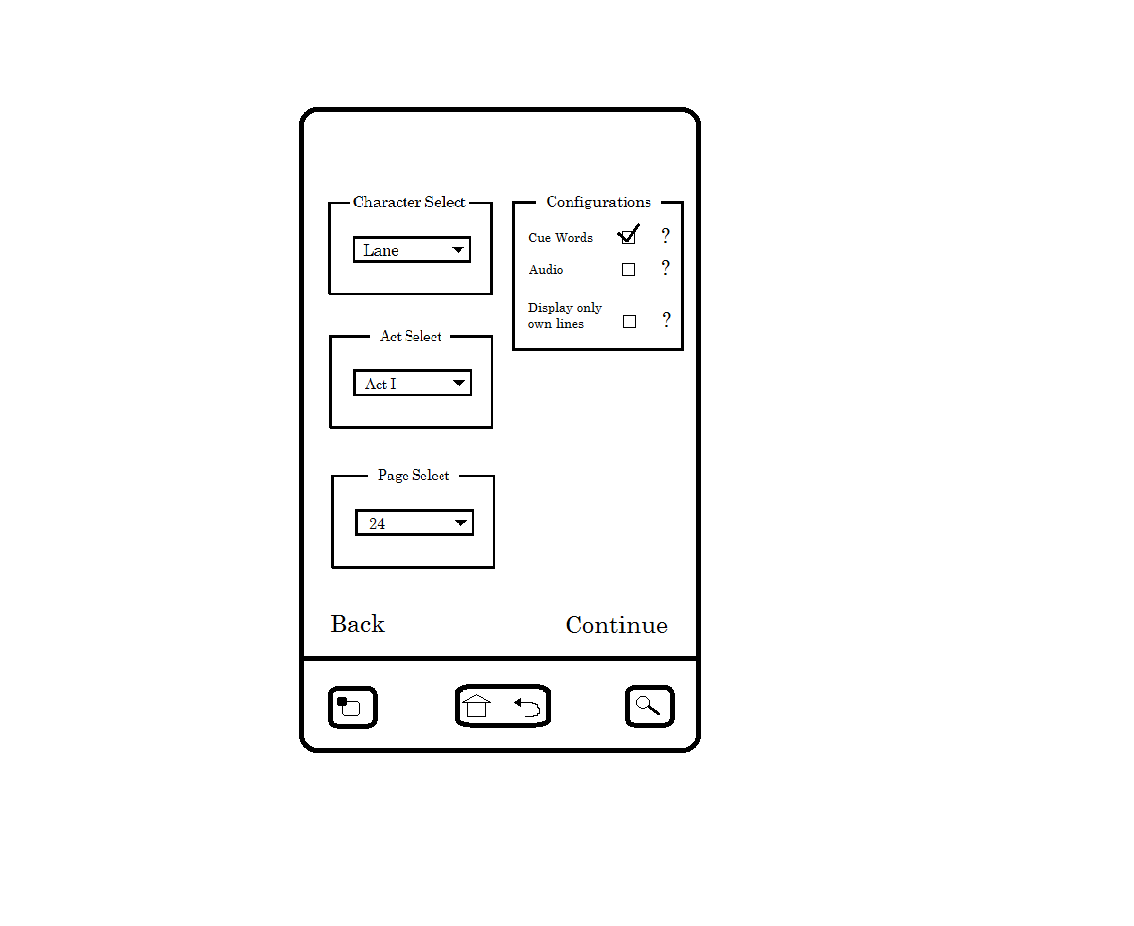 Character Select
Lane
Act Select
Act I
Page Select
24
Configurations
Cue Words ?
Audio ?
Display only
own lines ?
Back
Continue